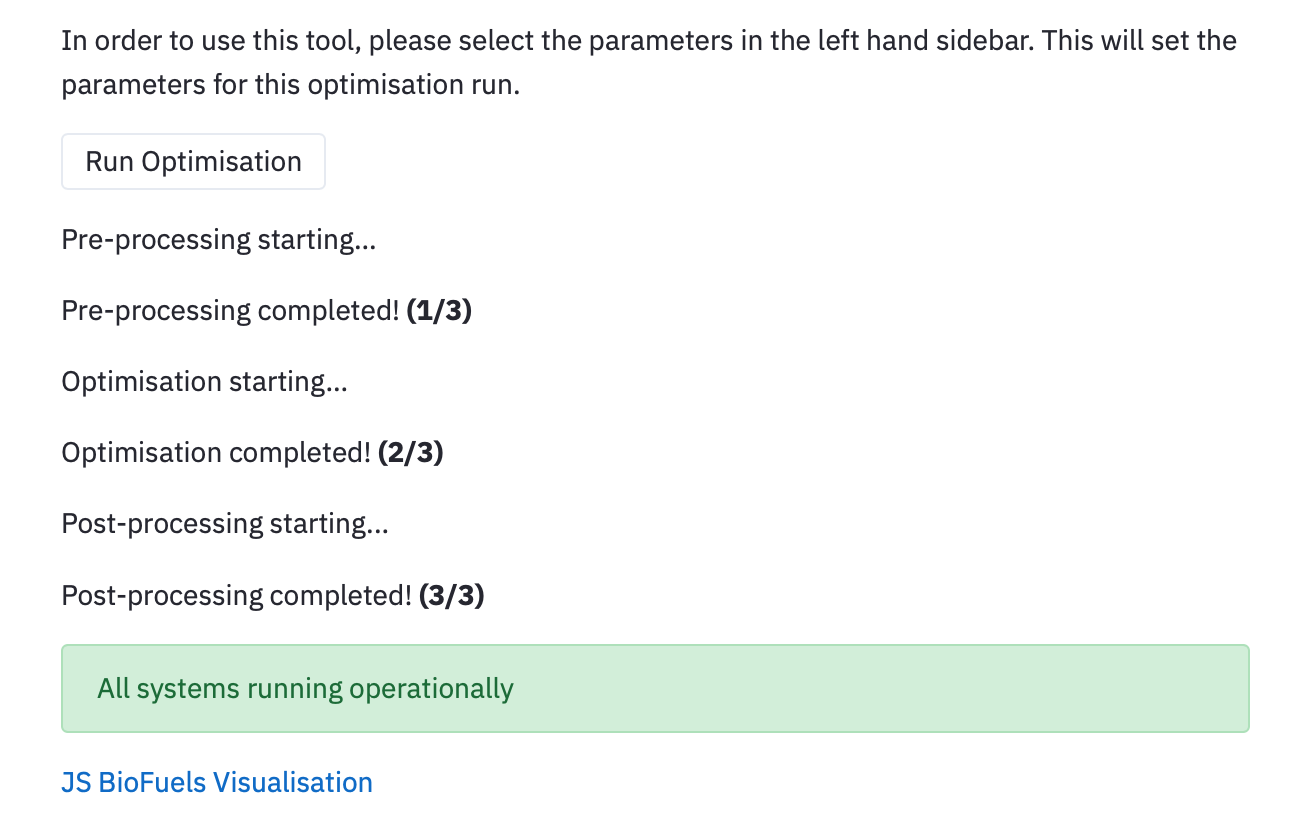 In order to use this tool, please select the parameters in the left hand sidebar. This will set the
parameters for this optimisation run.
Run Optimisation
Pre-processing starting...
Pre-processing completed! (1/3)
Optimisation starting...
Optimisation completed! (2/3)
Post-processing starting...
Post-processing completed! (3/3)
All systems running operationally
JS BioFuels Visualisation